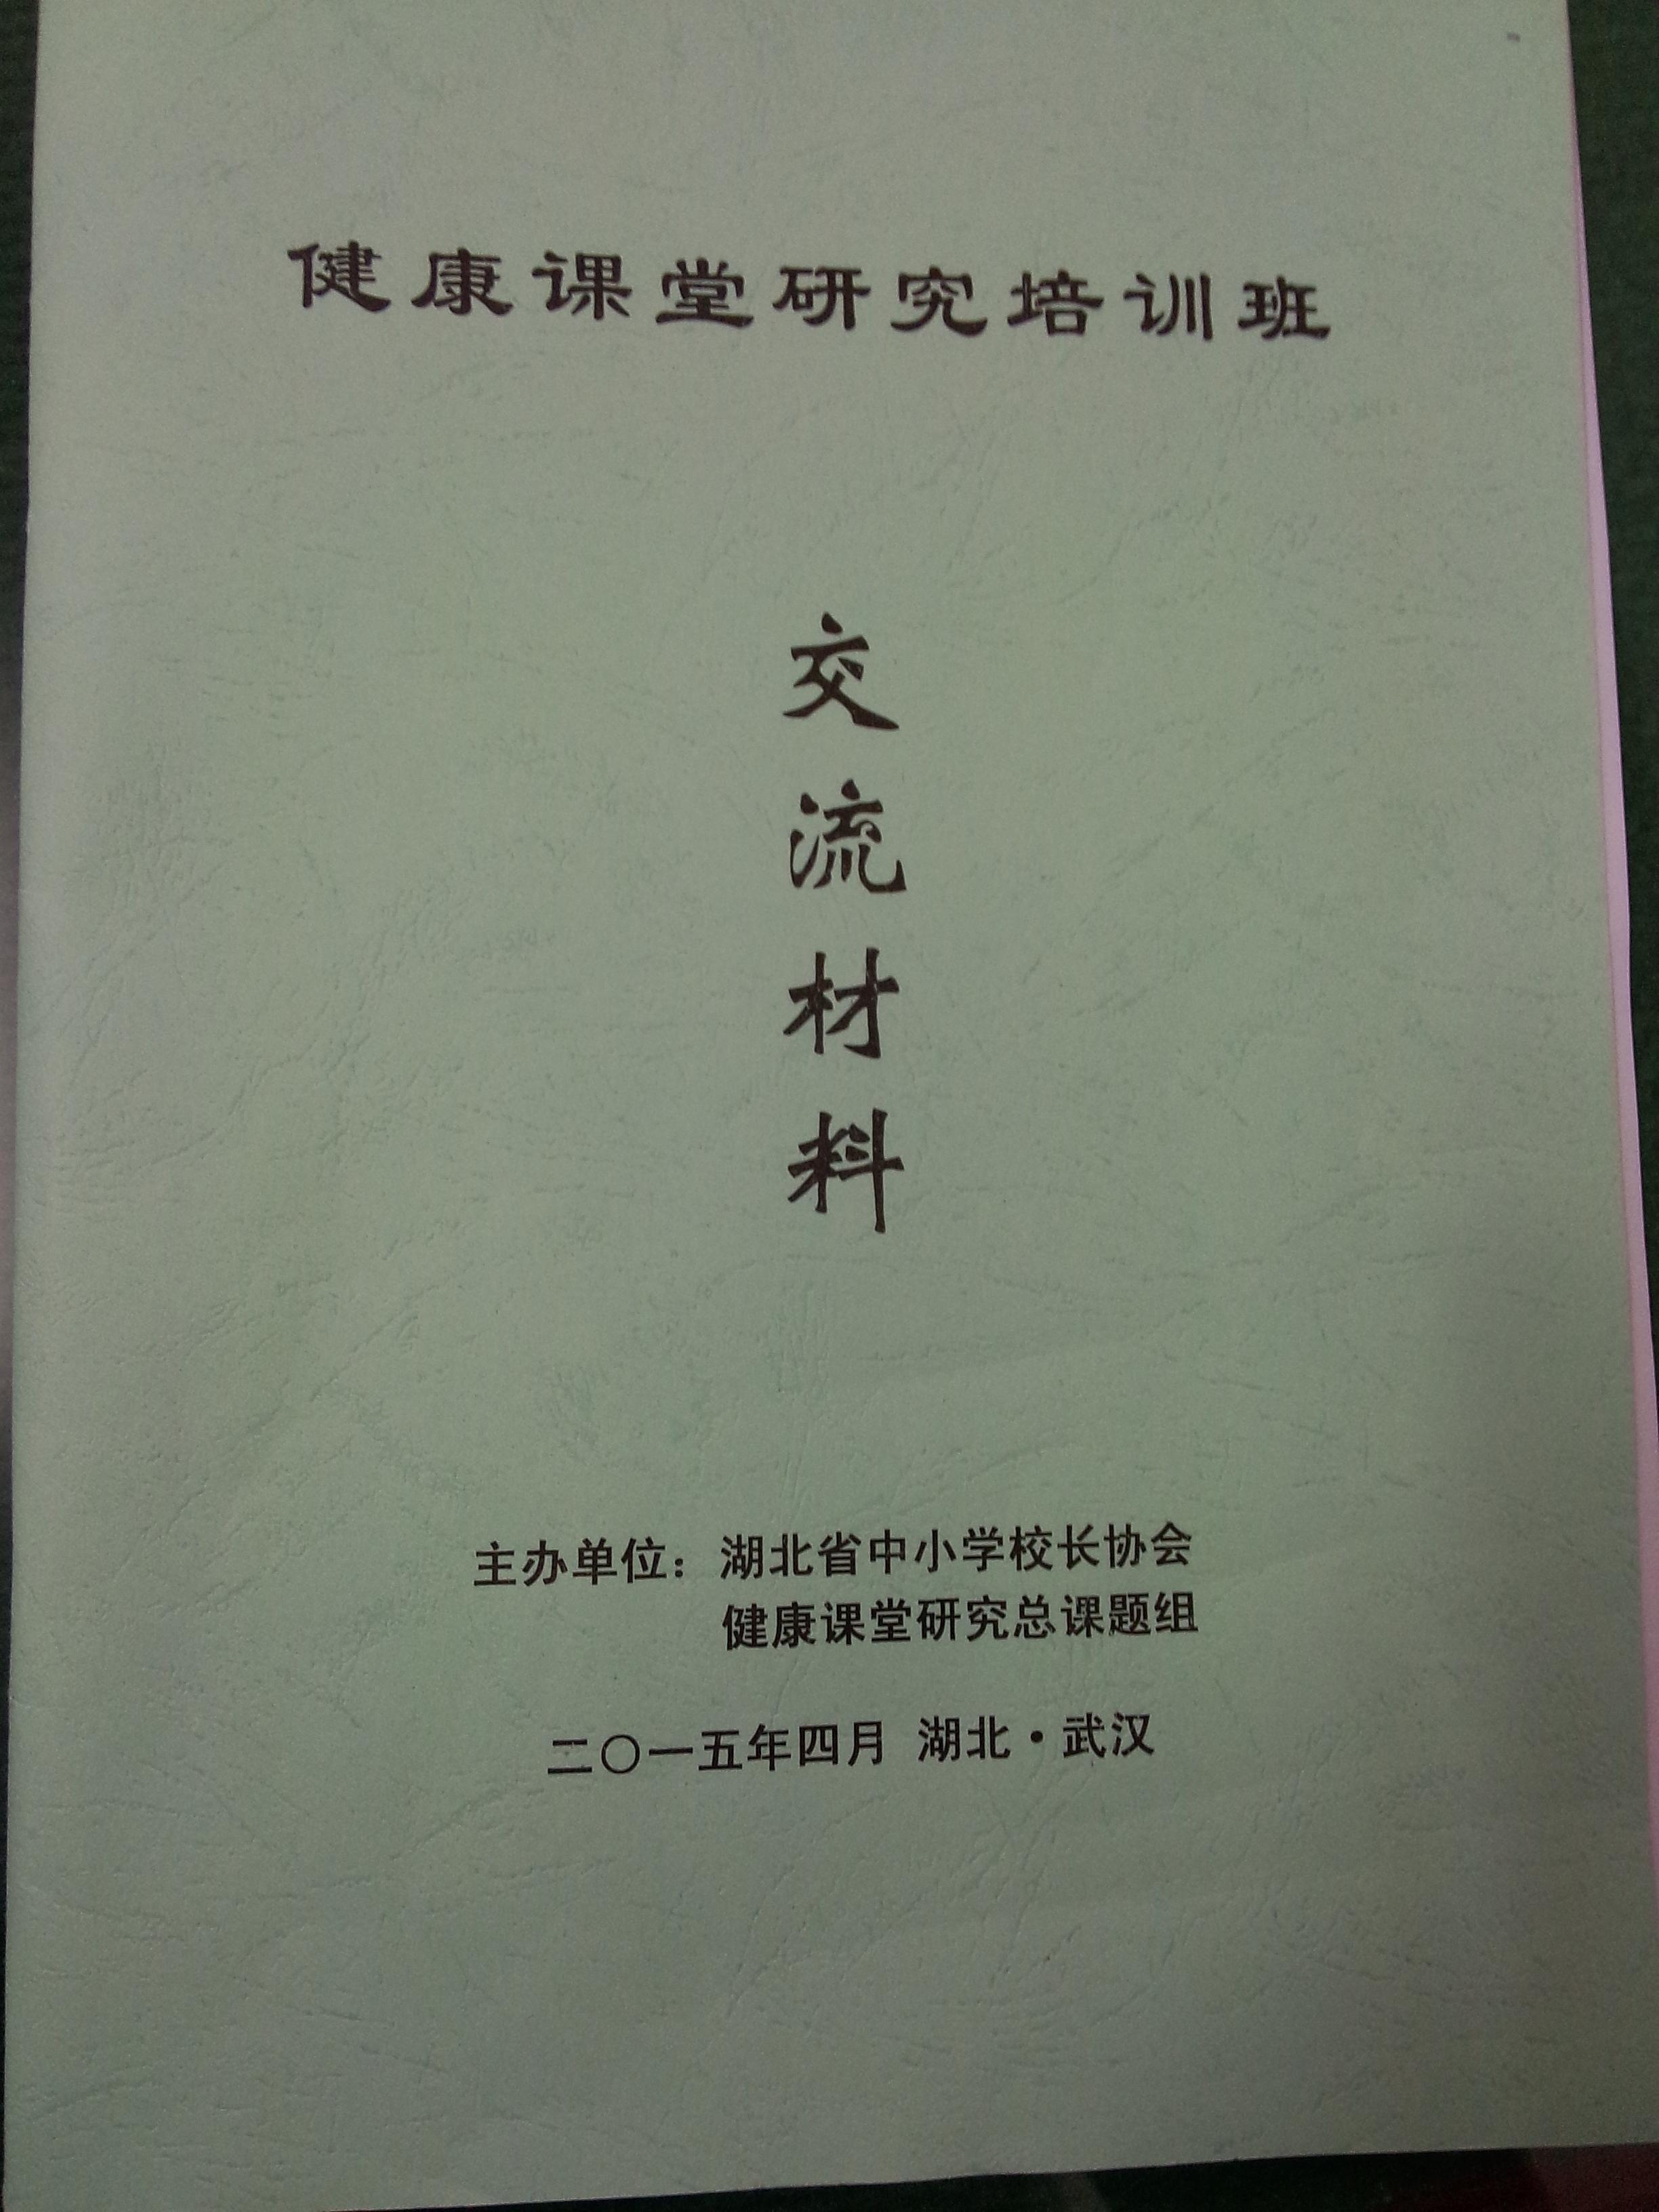 健康课堂研究培训班
交流材料
主办单位：湖北省中小学校长协会
健康课堂研究总课题组
二〇一五年四月 湖北·武汉